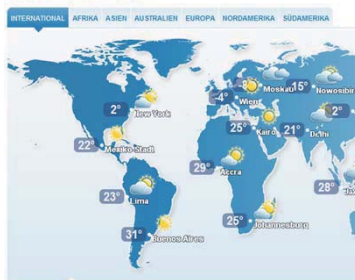 INTERNATIONAL AFRIKA ASIEN AUSTRALIEN EUROPA NORDAMERIKA SÜDAMERIKA
Moskau
15°
Nowosibir
-4°
Wien
2°
New York
2°
25°
Kairo
21°
Delhi
22°
Mexiko-Stadt
29°
Accra
28°
23°
Lima
25°
Johannesburg
31°
Buenos Aires